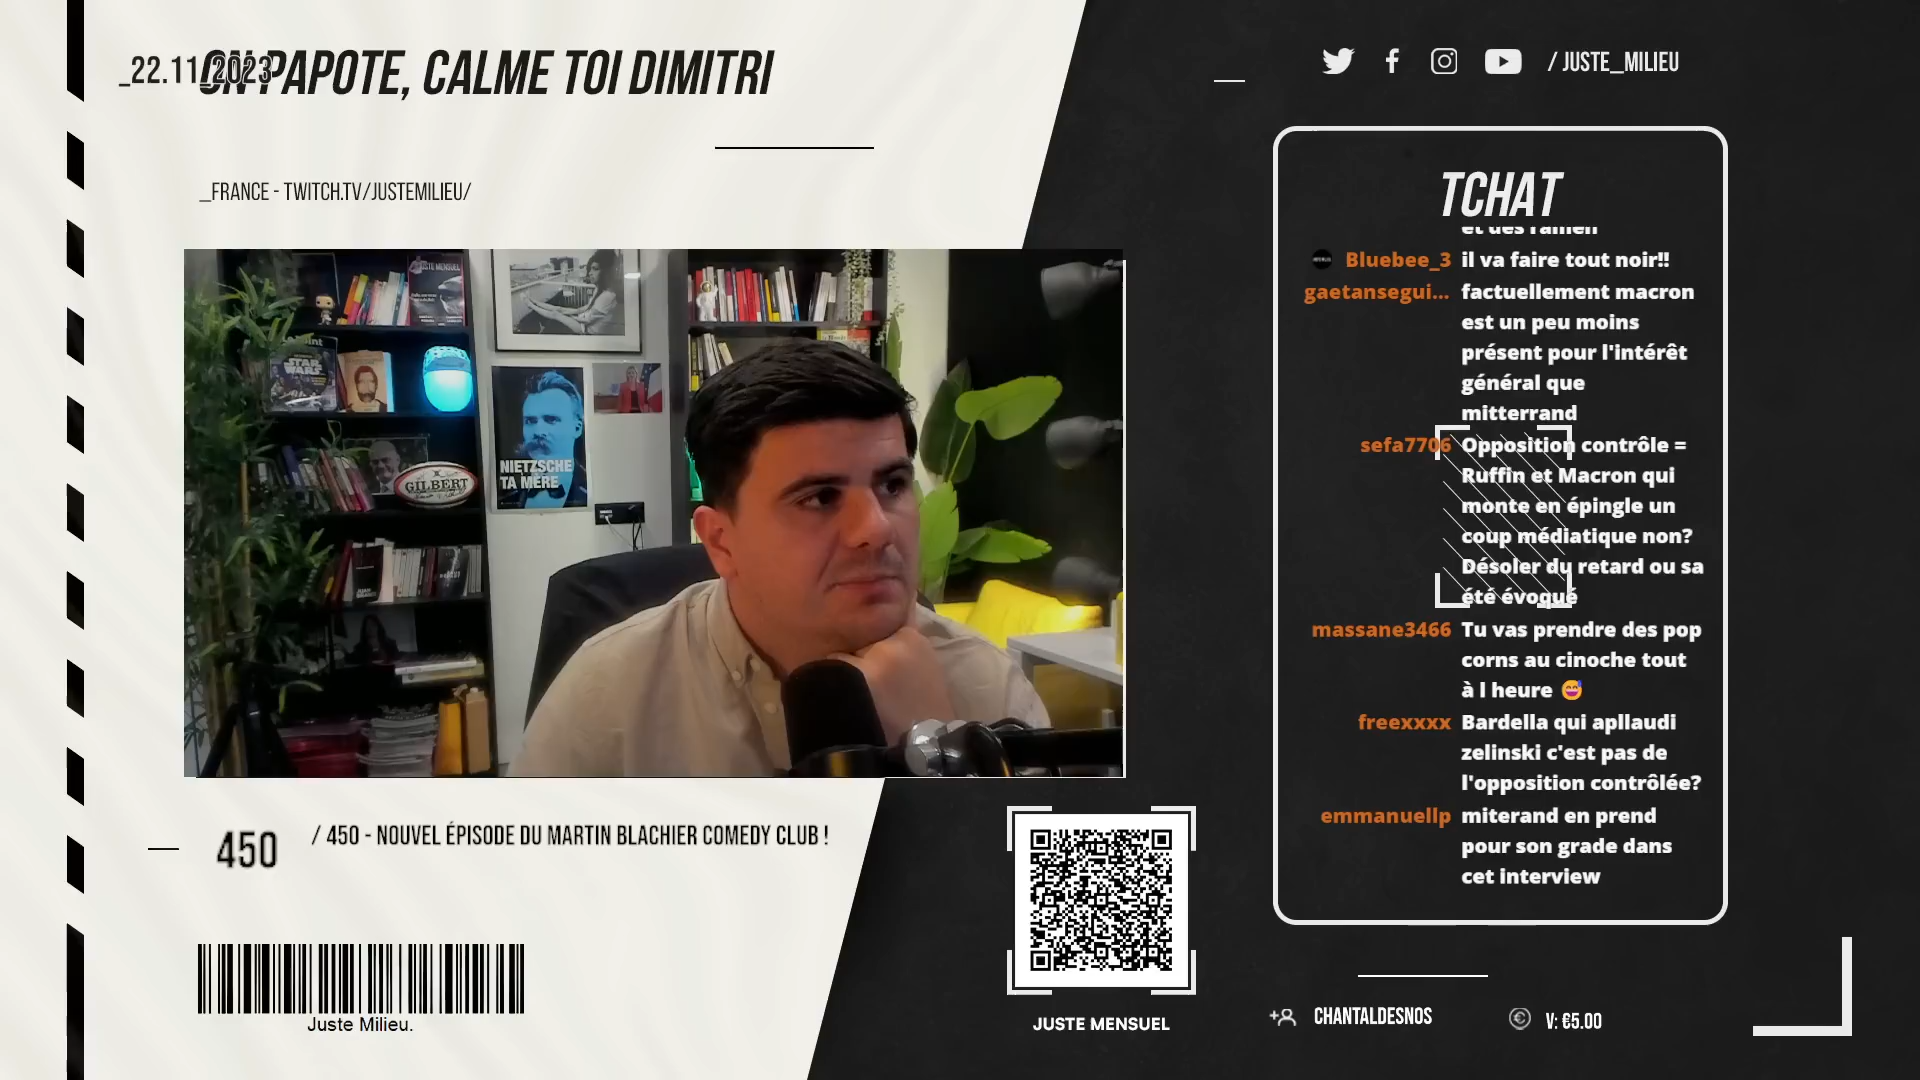 _22.11.2023
ON PAPOTE, CALME TOI DIMITRI
_FRANCE - TWITCH.TV/JUSTEMILIEU/
/ JUSTE_MILIEU
TCHAT
et des ramen
Bluebee_3 il va faire tout noir!!
gaetansegui... factuellement macron
est un peu moins
présent pour l'intérêt
général que
mitterrand
sefa7706 Opposition contrôle =
Ruffin et Macron qui
monte en épingle un
coup médiatique non?
Désoler du retard ou sa
été évoqué
massane3466 Tu vas prendre des pop
corns au cinoche tout
à l heure 😅
freexxxx Bardella qui apllaudi
zelinski c'est pas de
l'opposition contrôlée?
emmanuellp miterand en prend
pour son grade dans
cet interview
STAR
WARS
GILBERT
NIETZSCHE
TA MÈRE
450
/ 450 - NOUVEL ÉPISODE DU MARTIN BLACHIER COMEDY CLUB !
Juste Milieu.
JUSTE MENSUEL
CHANTALDESNOS
V: €5.00